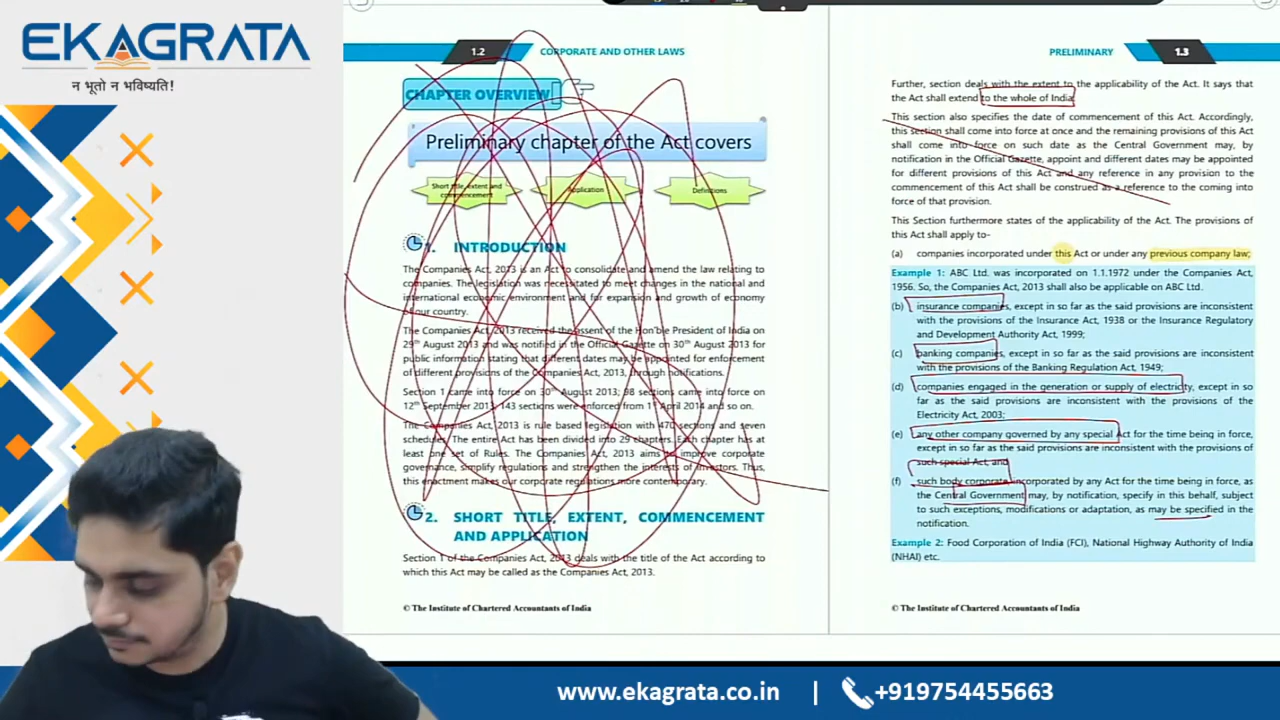 EKAGRATA
न भूतो न भविष्यति!
1.2
CORPORATE AND OTHER LAWS
CHAPTER OVERVIEW
Preliminary chapter of the Act covers
Short title, extent and
commencement
Application
Definitions
1. INTRODUCTION
The Companies Act, 2013 is an Act to consolidate and amend the law relating to
companies. The legislation was necessitated to meet changes in the national and
international economic environment and for expansion and growth of economy
of our country.
The Companies Act, 2013 received the assent of the Hon'ble President of India on
29th August 2013 and was notified in the Official Gazette on 30th August 2013 for
public information stating that different dates may be appointed for enforcement
of different provisions of the Companies Act, 2013, through notifications.
Section 1 came into force on 30th August 2013; 98 sections came into force on
12th September 2013; 143 sections were enforced from 1st April 2014 and so on.
The Companies Act, 2013 is rule based legislation with 470 sections and seven
schedules. The entire Act has been divided into 29 chapters. Each chapter has at
least one set of Rules. The Companies Act, 2013 aims to improve corporate
governance, simplify regulations and strengthen the interests of investors. Thus,
this enactment makes our corporate regulations more contemporary.
2. SHORT TITLE, EXTENT, COMMENCEMENT
AND APPLICATION
Section 1 of the Companies Act, 2013 deals with the title of the Act according to
which this Act may be called as the Companies Act, 2013.
© The Institute of Chartered Accountants of India
PRELIMINARY
1.3
Further, section deals with the extent to the applicability of the Act. It says that
the Act shall extend to the whole of India.
This section also specifies the date of commencement of this Act. Accordingly,
this section shall come into force at once and the remaining provisions of this Act
shall come into force on such date as the Central Government may, by
notification in the Official Gazette, appoint and different dates may be appointed
for different provisions of this Act and any reference in any provision to the
commencement of this Act shall be construed as a reference to the coming into
force of that provision.
This Section furthermore states of the applicability of the Act. The provisions of
this Act shall apply to-
(a) companies incorporated under this Act or under any previous company law;
Example 1: ABC Ltd. was incorporated on 1.1.1972 under the Companies Act,
1956. So, the Companies Act, 2013 shall also be applicable on ABC Ltd.
(b) insurance companies, except in so far as the said provisions are inconsistent
with the provisions of the Insurance Act, 1938 or the Insurance Regulatory
and Development Authority Act, 1999;
(c) banking companies, except in so far as the said provisions are inconsistent
with the provisions of the Banking Regulation Act, 1949;
(d) companies engaged in the generation or supply of electricity, except in so
far as the said provisions are inconsistent with the provisions of the
Electricity Act, 2003;
(e) any other company governed by any special Act for the time being in force,
except in so far as the said provisions are inconsistent with the provisions of
such special Act; and
(f) such body corporate, incorporated by any Act for the time being in force, as
the Central Government may, by notification, specify in this behalf, subject
to such exceptions, modifications or adaptation, as may be specified in the
notification.
Example 2: Food Corporation of India (FCI), National Highway Authority of India
(NHAI) etc.
© The Institute of Chartered Accountants of India
www.ekagrata.co.in | +919754455663